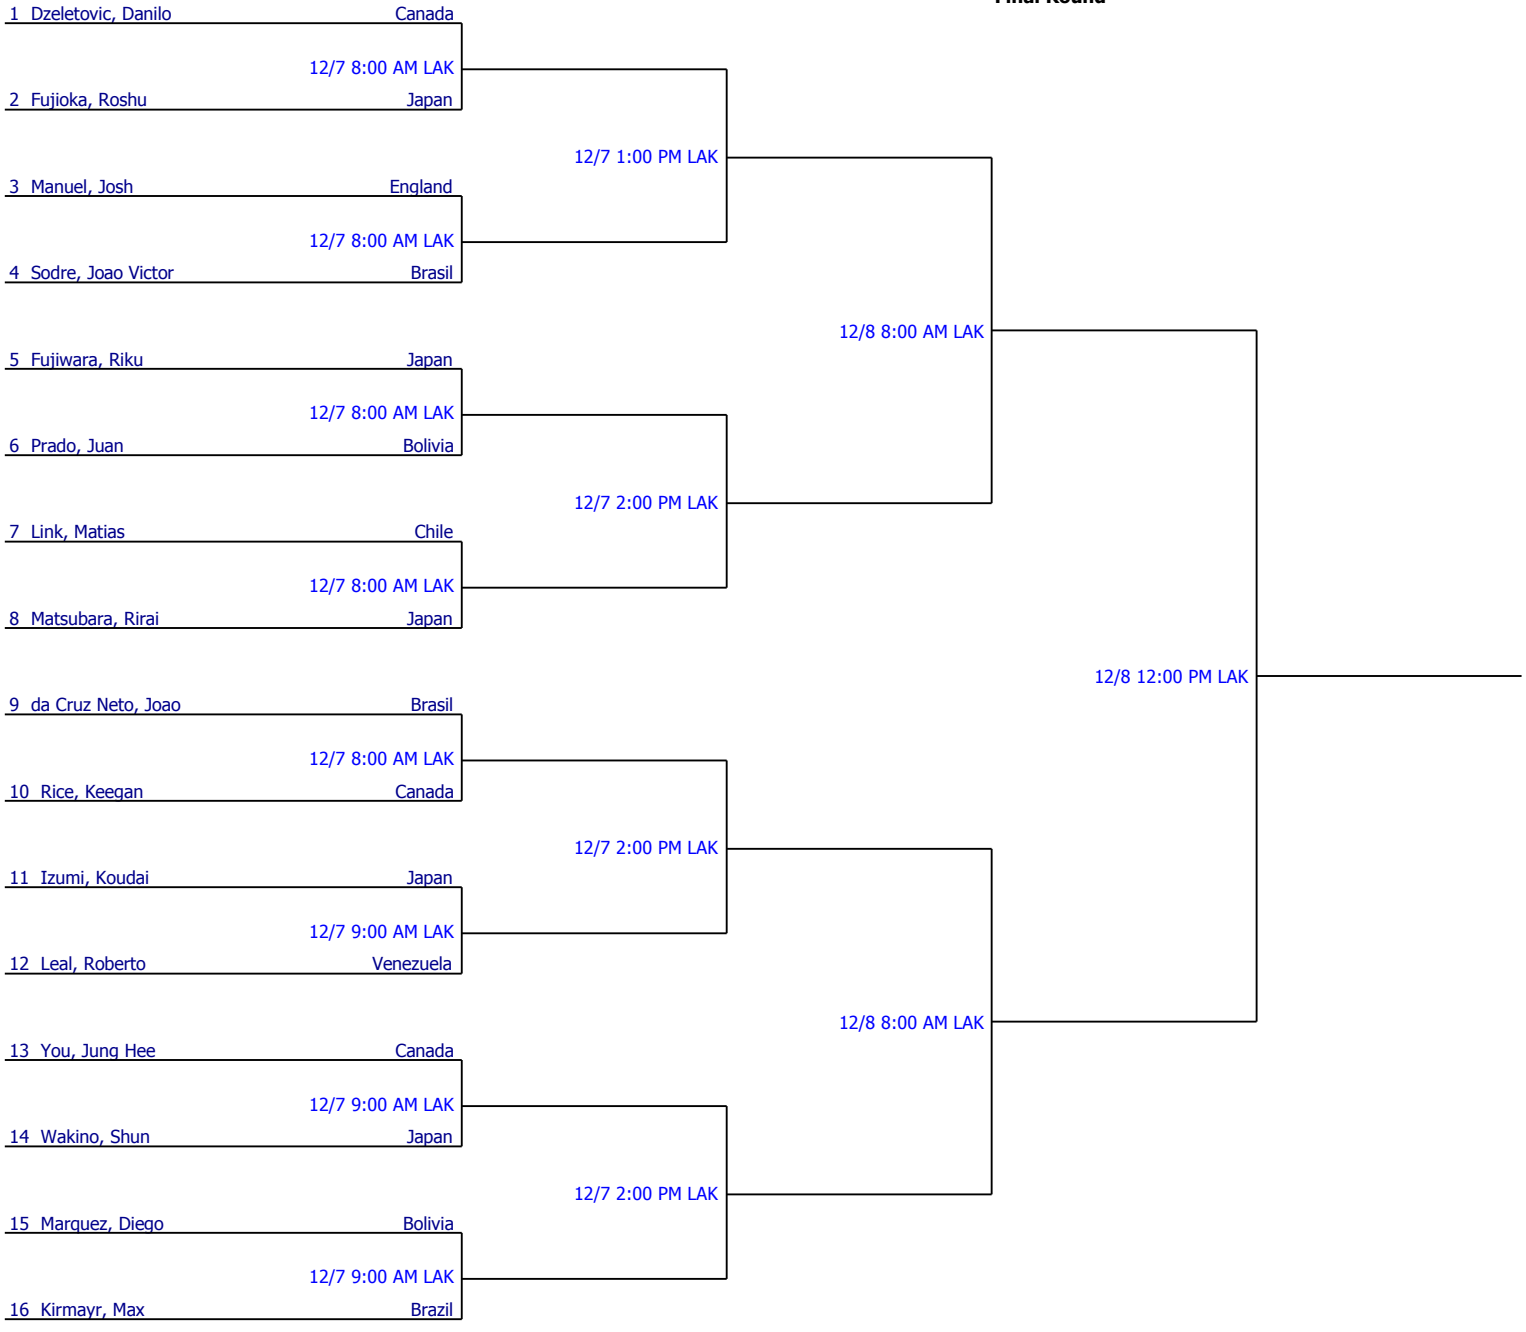 Final Round
1 Dzeletovic, Danilo Canada
12/7 8:00 AM LAK
2 Fujioka, Roshu Japan
12/7 1:00 PM LAK
3 Manuel, Josh England
12/7 8:00 AM LAK
4 Sodre, Joao Victor Brasil
12/8 8:00 AM LAK
5 Fujiwara, Riku Japan
12/7 8:00 AM LAK
6 Prado, Juan Bolivia
12/7 2:00 PM LAK
7 Link, Matias Chile
12/7 8:00 AM LAK
8 Matsubara, Rirai Japan
12/8 12:00 PM LAK
9 da Cruz Neto, Joao Brasil
12/7 8:00 AM LAK
10 Rice, Keegan Canada
12/7 2:00 PM LAK
11 Izumi, Koudai Japan
12/7 9:00 AM LAK
12 Leal, Roberto Venezuela
12/8 8:00 AM LAK
13 You, Jung Hee Canada
12/7 9:00 AM LAK
14 Wakino, Shun Japan
12/7 2:00 PM LAK
15 Marquez, Diego Bolivia
12/7 9:00 AM LAK
16 Kirmayr, Max Brazil